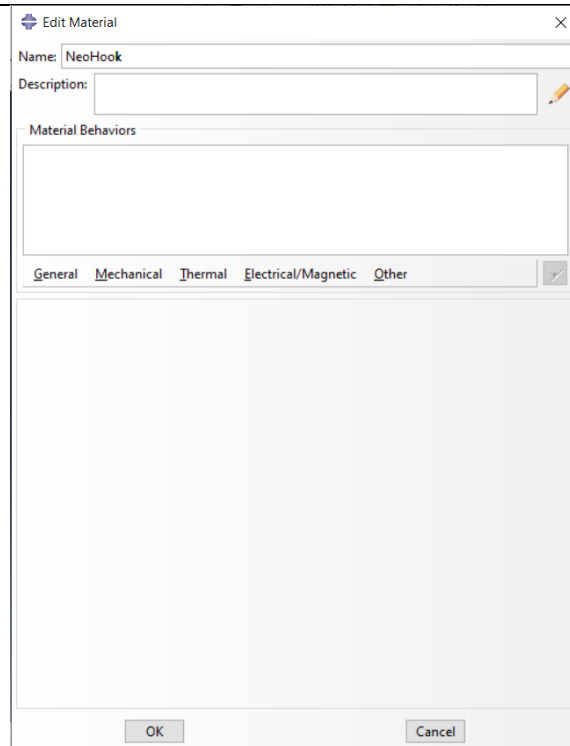 Edit Material
Name: NeoHook
Description:
Material Behaviors
General Mechanical Thermal Electrical/Magnetic Other
OK Cancel